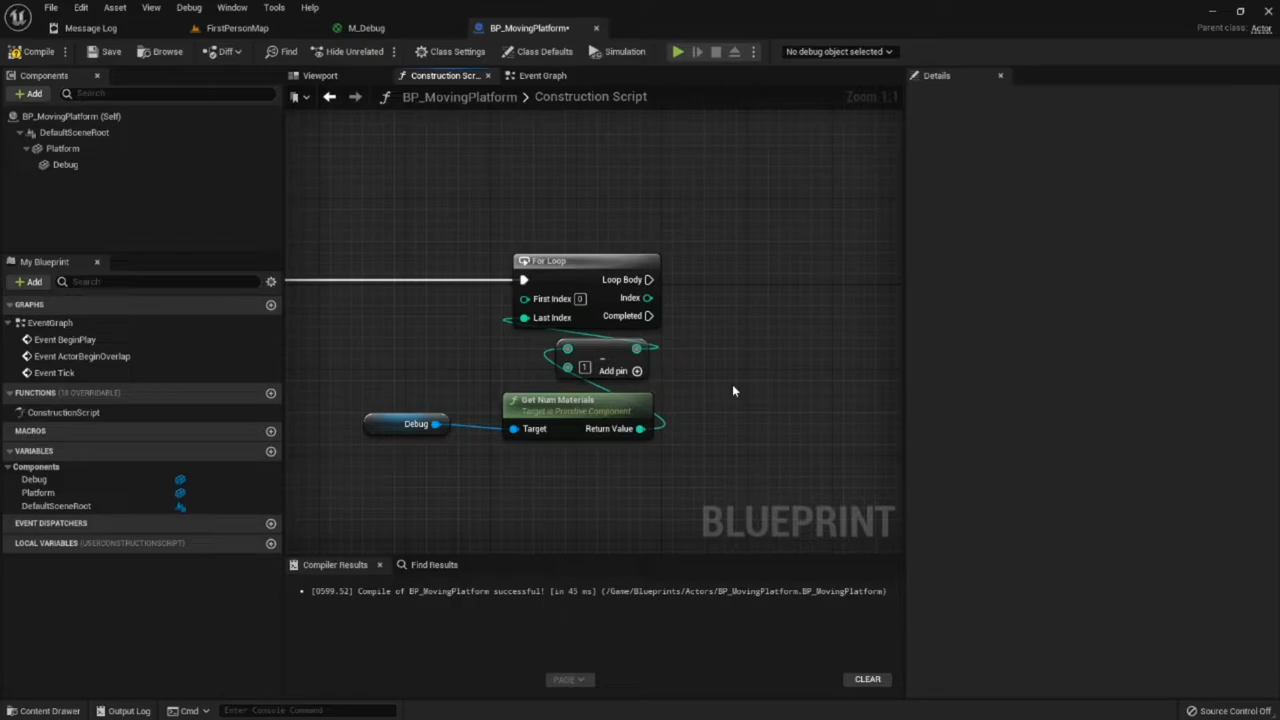 File Edit Asset View Debug Window Tools Help
Message Log FirstPersonMap M_Debug BP_MovingPlatform* Parent class: Actor
Compile Save Browse Diff Find Hide Unrelated Class Settings Class Defaults Simulation No debug object selected
Components Viewport Construction Scr... Event Graph Details
+ Add Search BP_MovingPlatform > Construction Script Zoom 1:1
BP_MovingPlatform (Self)
DefaultSceneRoot
Platform
Debug
My Blueprint
+ Add Search
GRAPHS
EventGraph
Event BeginPlay
Event ActorBeginOverlap
Event Tick
FUNCTIONS (18 OVERRIDABLE)
ConstructionScript
MACROS
VARIABLES
Components
Debug
Platform
DefaultSceneRoot
EVENT DISPATCHERS
LOCAL VARIABLES (USERCONSTRUCTIONSCRIPT)
For Loop
Loop Body
First Index 0 Index
Last Index Completed
-
1 Add pin
Get Num Materials
Target is Primitive Component
Debug Target Return Value
BLUEPRINT
Compiler Results Find Results
[0599.52] Compile of BP_MovingPlatform successful! [in 45 ms] (/Game/Blueprints/Actors/BP_MovingPlatform.BP_MovingPlatform)
PAGE CLEAR
Content Drawer Output Log Cmd Enter Console Command Source Control Off